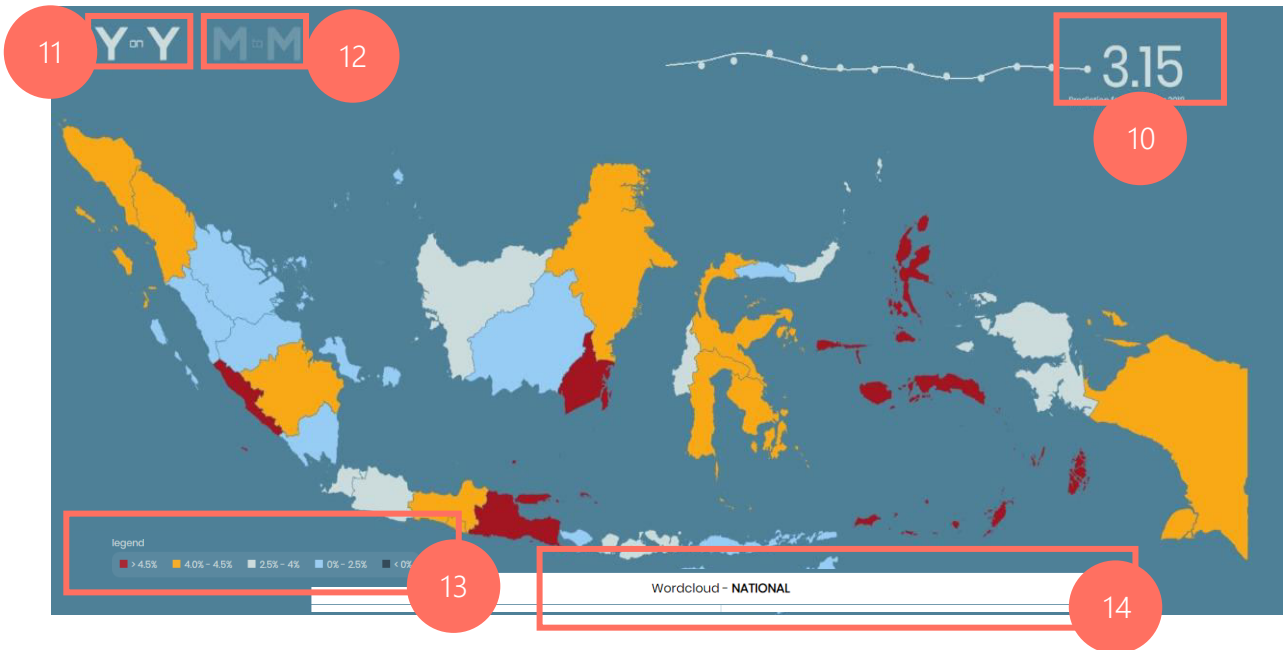 11
Y on Y
M to M
12
3.15
10
legend
> 4.5%
4.0% - 4.5%
2.5% - 4%
0% - 2.5%
< 0%
13
Wordcloud - NATIONAL
14